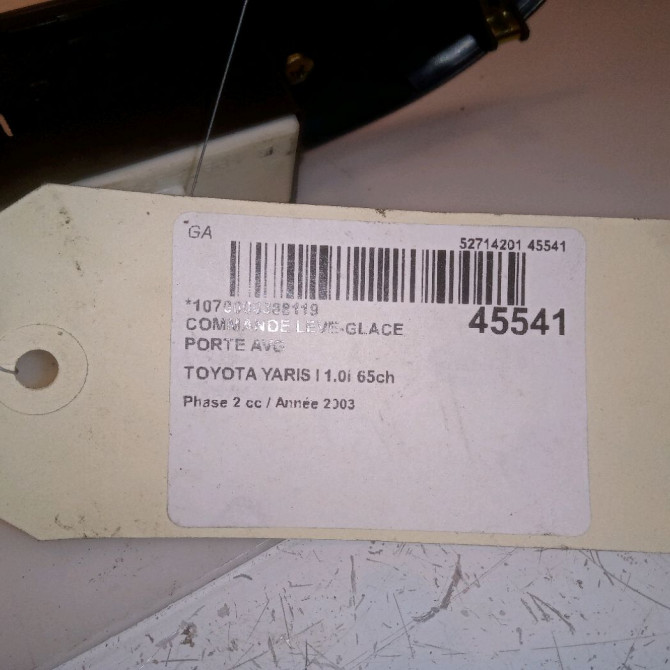 GA
52714201 45541
45541
COMMANDE LEVE-GLACE
PORTE AVG
TOYOTA YARIS I 1.0i 65ch
Phase 2 cc / Année 2003